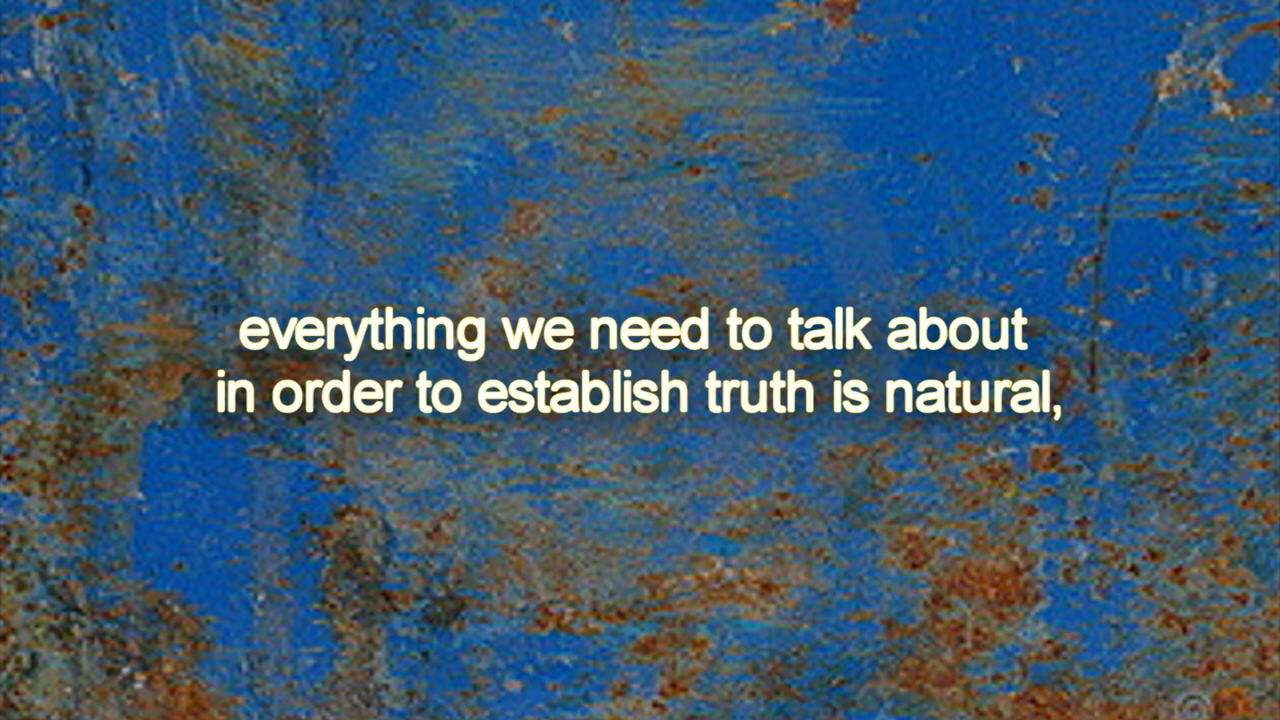 everything we need to talk about
in order to establish truth is natural,